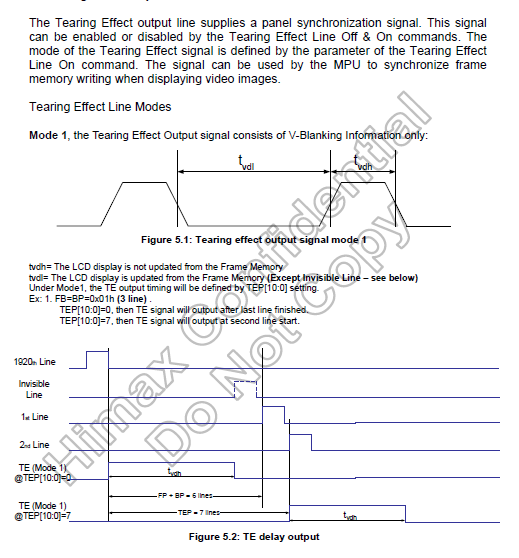 The Tearing Effect output line supplies a panel synchronization signal. This signal
can be enabled or disabled by the Tearing Effect Line Off & On commands. The
mode of the Tearing Effect signal is defined by the parameter of the Tearing Effect
Line On command. The signal can be used by the MPU to synchronize frame
memory writing when displaying video images.
Tearing Effect Line Modes
Mode 1, the Tearing Effect Output signal consists of V-Blanking Information only:
tvdl tvdh
Figure 5.1: Tearing effect output signal mode 1
tvdh= The LCD display is not updated from the Frame Memory
tvdl= The LCD display is updated from the Frame Memory (Except Invisible Line – see below)
Under Mode1, the TE output timing will be defined by TEP[10:0] setting.
Ex: 1. FB=BP=0x01h (3 line) .
TEP[10:0]=0, then TE signal will output after last line finished.
TEP[10:0]=7, then TE signal will output at second line start.
1920th Line
Invisible
Line
1st Line
2nd Line
TE (Mode 1)
@TEP[10:0]=0
tvdh
FP + BP = 6 lines
TE (Mode 1)
@TEP[10:0]=7
TEP = 7 lines
tvdh
Figure 5.2: TE delay output
Himax Confidential
Do Not Copy